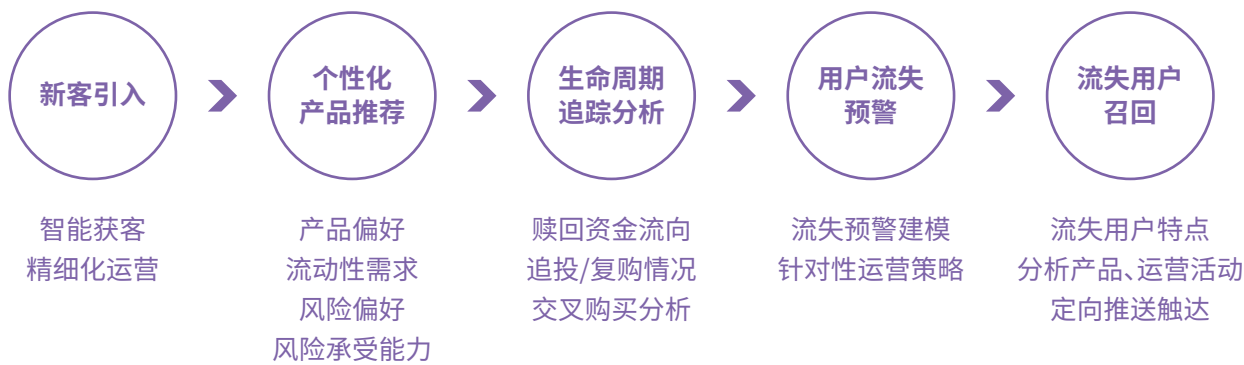 新客引入
个性化
产品推荐
生命周期
追踪分析
用户流失
预警
流失用户
召回
智能获客
精细化运营
产品偏好
流动性需求
风险偏好
风险承受能力
赎回资金流向
追投/复购情况
交叉购买分析
流失预警建模
针对性运营策略
流失用户特点
分析产品、运营活动
定向推送触达